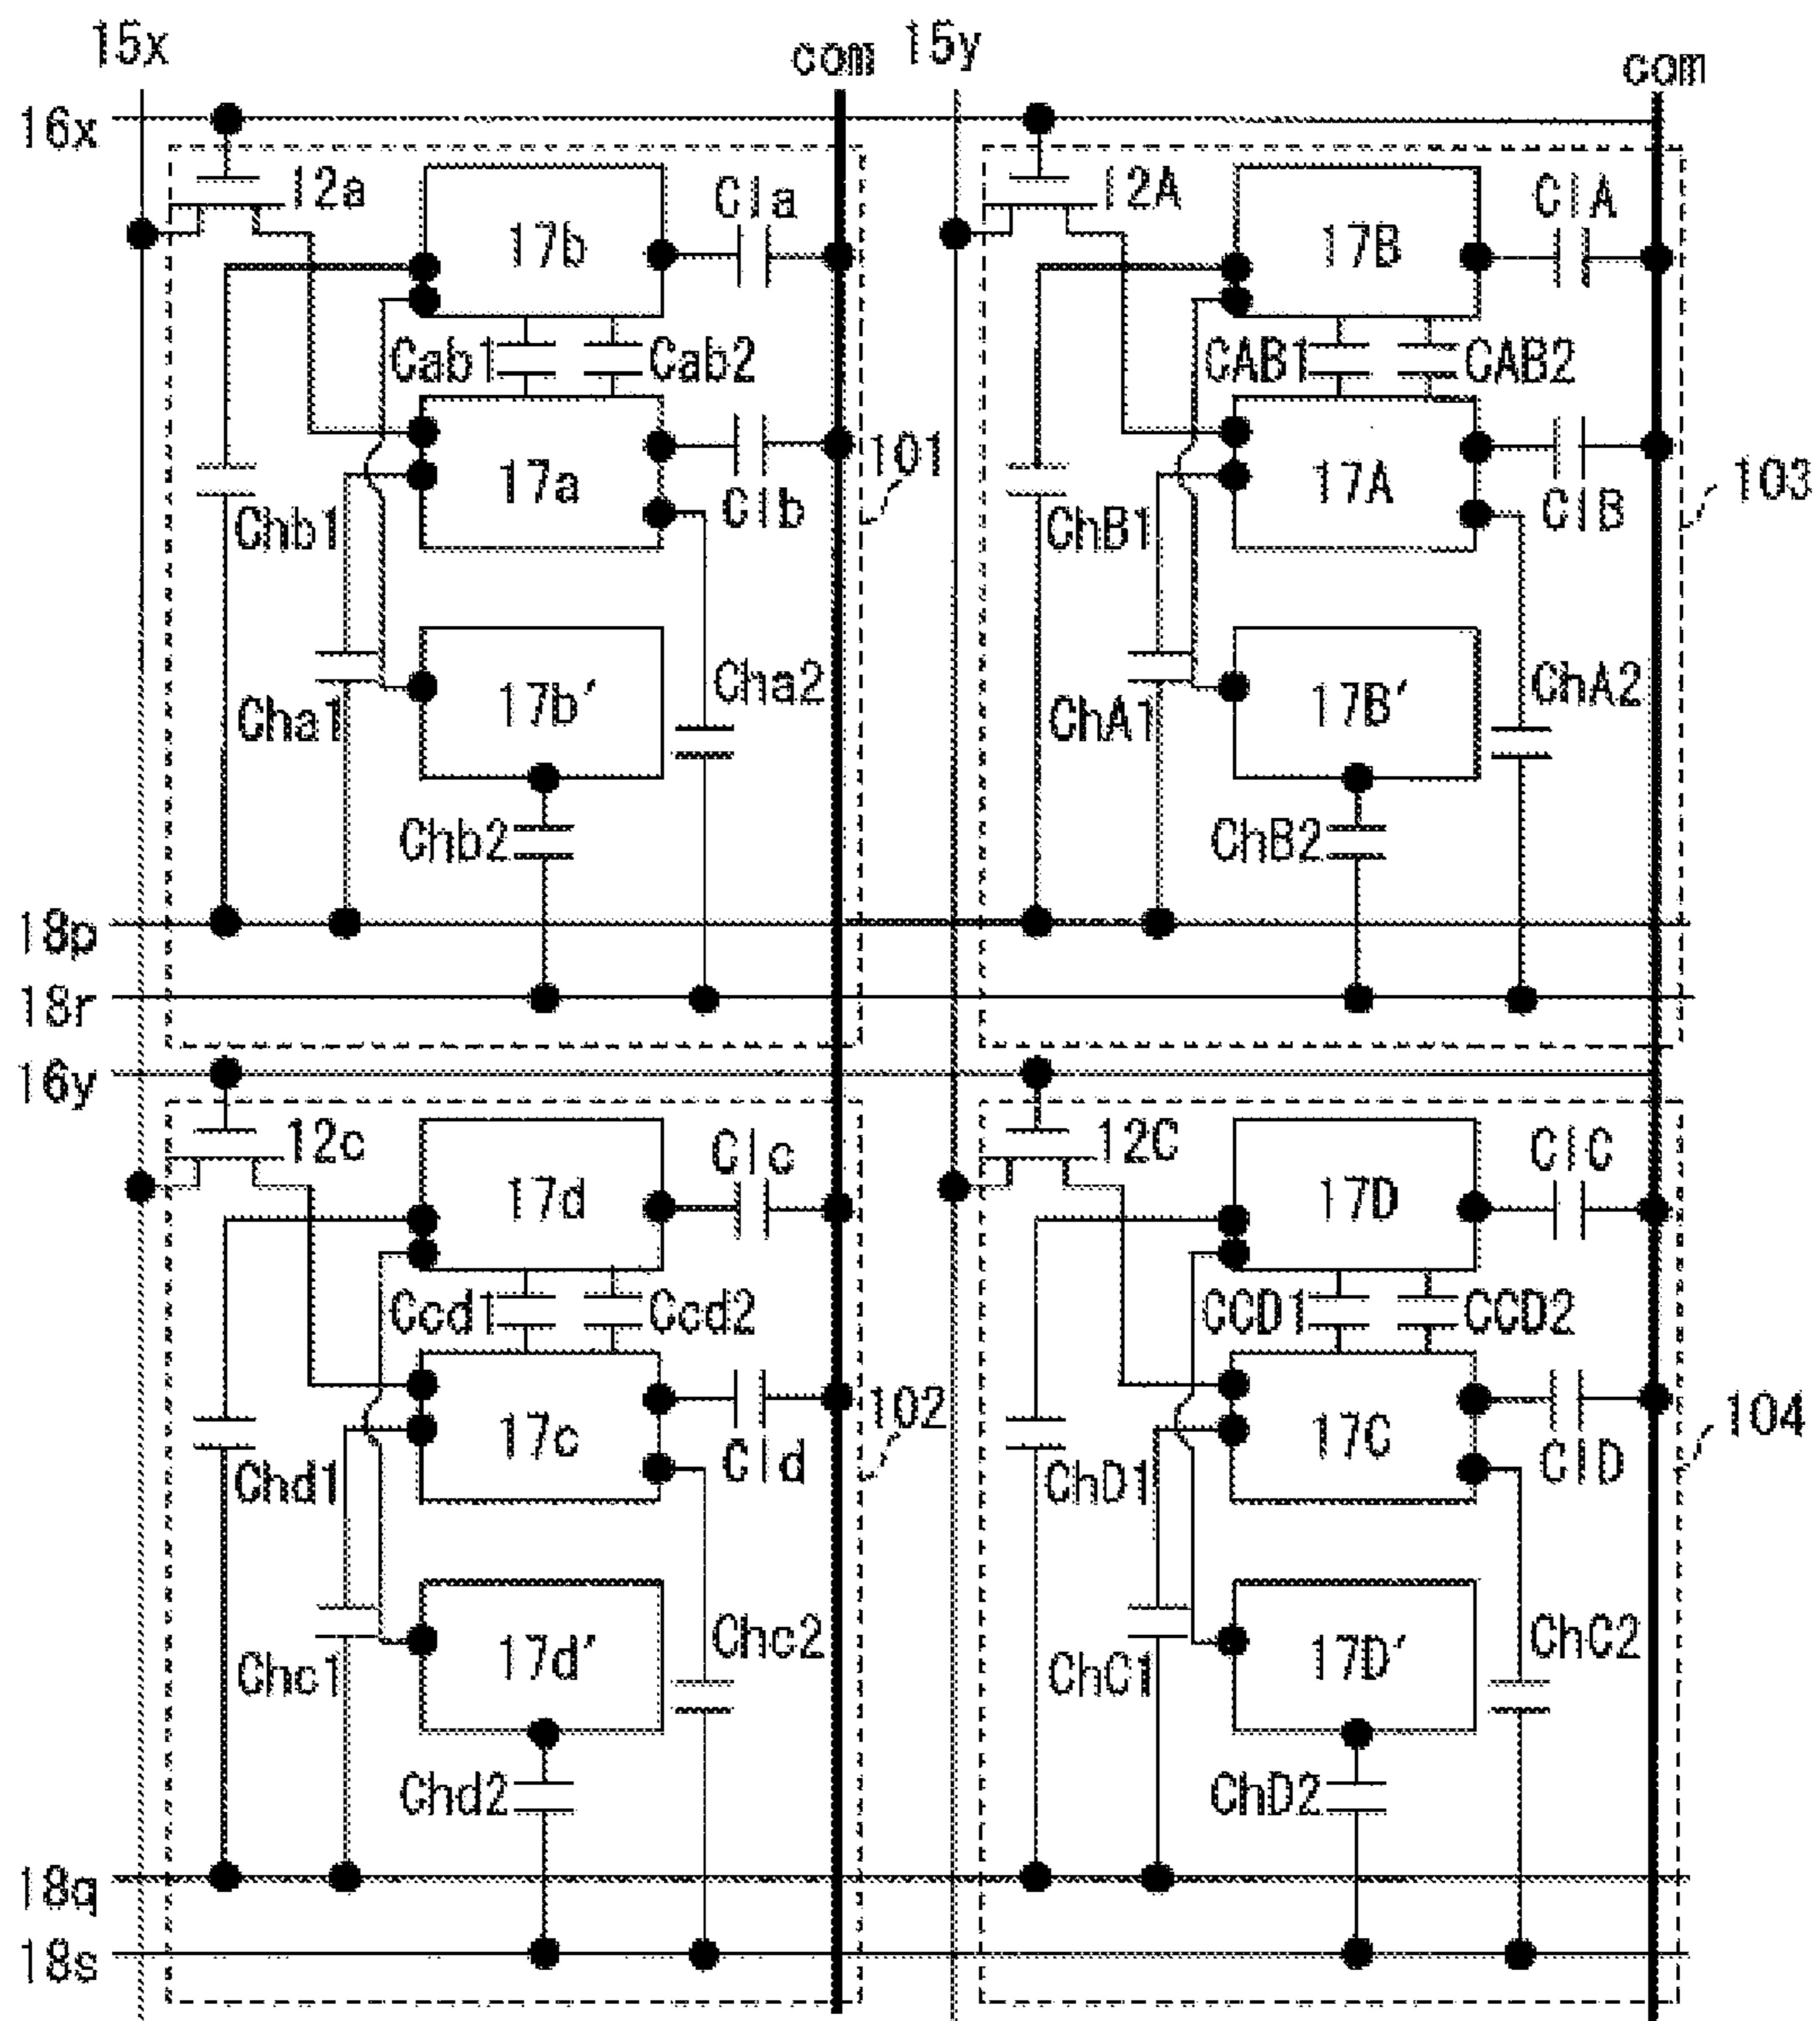 15x
com
15y
com
16x
12a
17b
Cla
12A
17B
ClA
Cab1
Cab2
CAB1
CAB2
17a
Clb
101
17A
ClB
103
Chb1
ChB1
Cha1
17b'
Cha2
ChA1
17B'
ChA2
Chb2
ChB2
18p
18r
16y
12c
17d
Clc
12C
17D
ClC
Ccd1
Ccd2
CCD1
CCD2
17c
Cld
102
17C
ClD
104
Chd1
ChD1
Chc1
17d'
Chc2
ChC1
17D'
ChC2
Chd2
ChD2
18q
18s